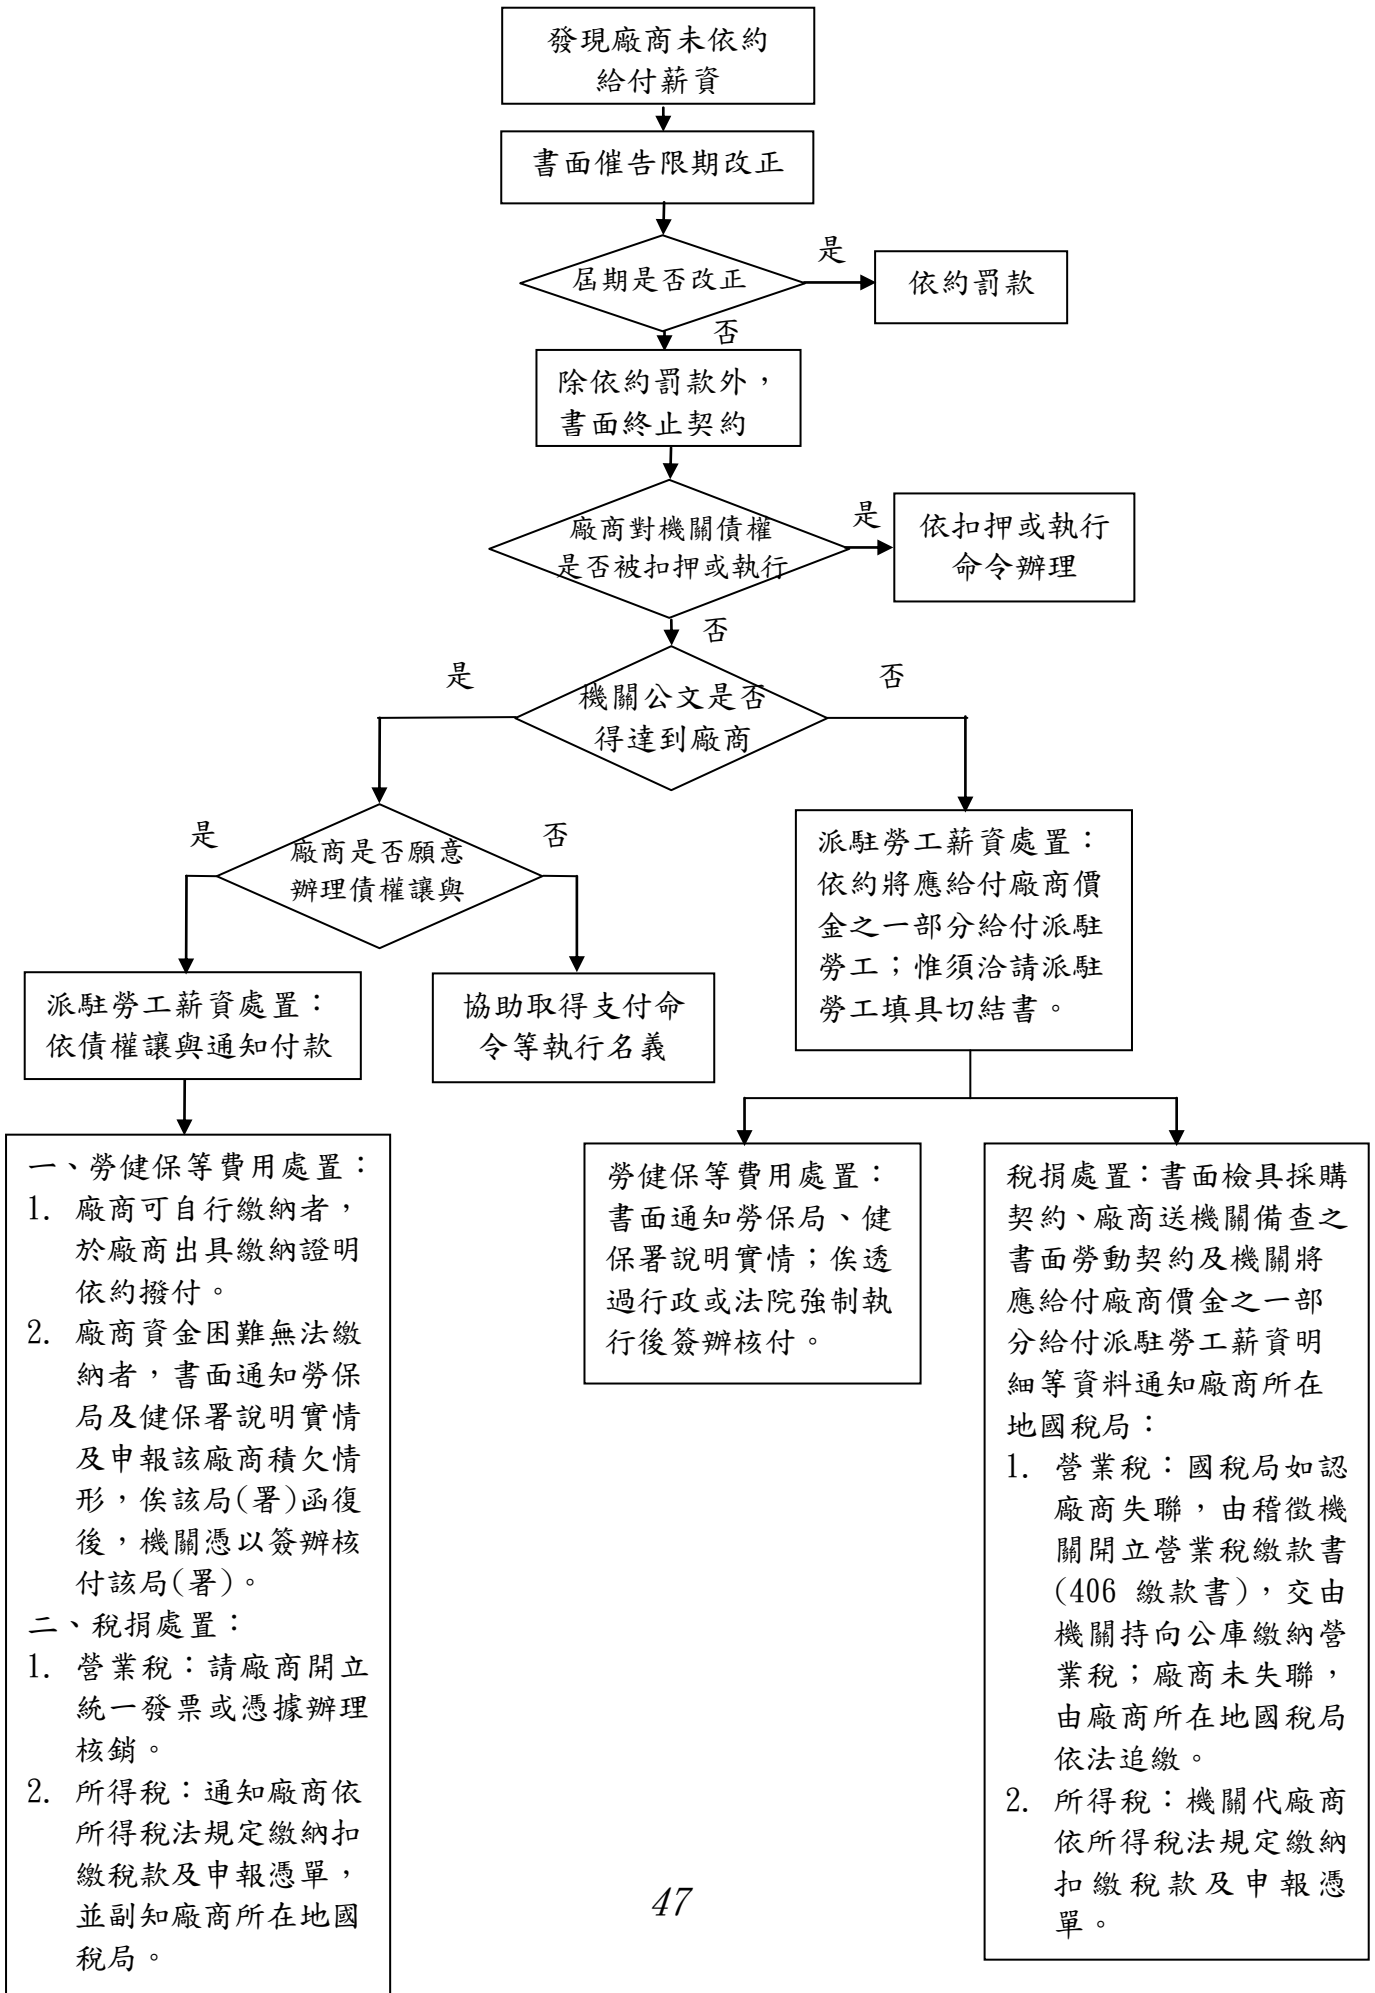 發現廠商未依約
給付薪資
書面催告限期改正
屆期是否改正
是
依約罰款
否
除依約罰款外，
書面終止契約
廠商對機關債權
是否被扣押或執行
是
依扣押或執行
命令辦理
否
機關公文是否
得達到廠商
是
否
廠商是否願意
辦理債權讓與
是
否
派駐勞工薪資處置：
依債權讓與通知付款
協助取得支付命
令等執行名義
派駐勞工薪資處置：
依約將應給付廠商價
金之一部分給付派駐
勞工；惟須洽請派駐
勞工填具切結書。
一、勞健保等費用處置：
1. 廠商可自行繳納者，
於廠商出具繳納證明
依約撥付。
2. 廠商資金困難無法繳
納者，書面通知勞保
局及健保署說明實情
及申報該廠商積欠情
形，俟該局(署)函復
後，機關憑以簽辦核
付該局(署)。
二、稅捐處置：
1. 營業稅：請廠商開立
統一發票或憑據辦理
核銷。
2. 所得稅：通知廠商依
所得稅法規定繳納扣
繳稅款及申報憑單，
並副知廠商所在地國
稅局。
勞健保等費用處置：
書面通知勞保局、健
保署說明實情；俟透
過行政或法院強制執
行後簽辦核付。
稅捐處置：書面檢具採購
契約、廠商送機關備查之
書面勞動契約及機關將
應給付廠商價金之一部
分給付派駐勞工薪資明
細等資料通知廠商所在
地國稅局：
1. 營業稅：國稅局如認
廠商失聯，由稽徵機
關開立營業稅繳款書
(406 繳款書)，交由
機關持向公庫繳納營
業稅；廠商未失聯，
由廠商所在地國稅局
依法追繳。
2. 所得稅：機關代廠商
依所得稅法規定繳納
扣繳稅款及申報憑
單。
47